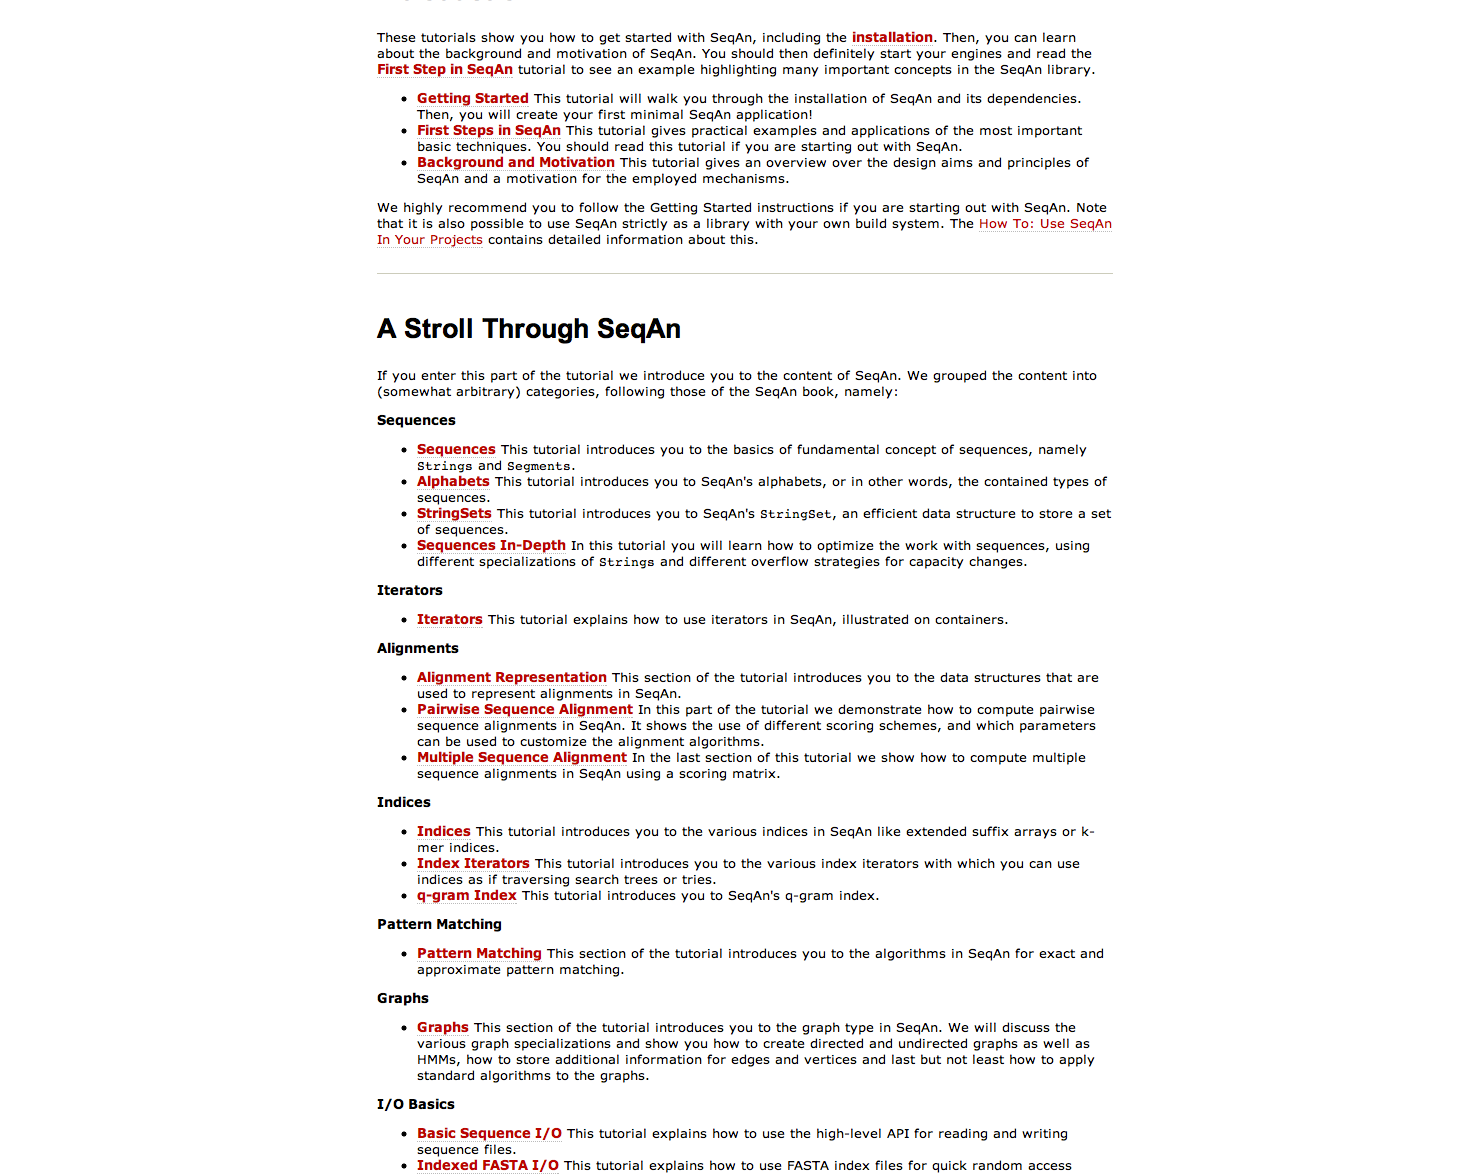 These tutorials show you how to get started with SeqAn, including the installation. Then, you can learn
about the background and motivation of SeqAn. You should then definitely start your engines and read the
First Step in SeqAn tutorial to see an example highlighting many important concepts in the SeqAn library.
• Getting Started This tutorial will walk you through the installation of SeqAn and its dependencies.
Then, you will create your first minimal SeqAn application!
• First Steps in SeqAn This tutorial gives practical examples and applications of the most important
basic techniques. You should read this tutorial if you are starting out with SeqAn.
• Background and Motivation This tutorial gives an overview over the design aims and principles of
SeqAn and a motivation for the employed mechanisms.
We highly recommend you to follow the Getting Started instructions if you are starting out with SeqAn. Note
that it is also possible to use SeqAn strictly as a library with your own build system. The How To: Use SeqAn
In Your Projects contains detailed information about this.
A Stroll Through SeqAn
If you enter this part of the tutorial we introduce you to the content of SeqAn. We grouped the content into
(somewhat arbitrary) categories, following those of the SeqAn book, namely:
Sequences
• Sequences This tutorial introduces you to the basics of fundamental concept of sequences, namely
Strings and Segments.
• Alphabets This tutorial introduces you to SeqAn's alphabets, or in other words, the contained types of
sequences.
• StringSets This tutorial introduces you to SeqAn's StringSet, an efficient data structure to store a set
of sequences.
• Sequences In-Depth In this tutorial you will learn how to optimize the work with sequences, using
different specializations of Strings and different overflow strategies for capacity changes.
Iterators
• Iterators This tutorial explains how to use iterators in SeqAn, illustrated on containers.
Alignments
• Alignment Representation This section of the tutorial introduces you to the data structures that are
used to represent alignments in SeqAn.
• Pairwise Sequence Alignment In this part of the tutorial we demonstrate how to compute pairwise
sequence alignments in SeqAn. It shows the use of different scoring schemes, and which parameters
can be used to customize the alignment algorithms.
• Multiple Sequence Alignment In the last section of this tutorial we show how to compute multiple
sequence alignments in SeqAn using a scoring matrix.
Indices
• Indices This tutorial introduces you to the various indices in SeqAn like extended suffix arrays or k-
mer indices.
• Index Iterators This tutorial introduces you to the various index iterators with which you can use
indices as if traversing search trees or tries.
• q-gram Index This tutorial introduces you to SeqAn's q-gram index.
Pattern Matching
• Pattern Matching This section of the tutorial introduces you to the algorithms in SeqAn for exact and
approximate pattern matching.
Graphs
• Graphs This section of the tutorial introduces you to the graph type in SeqAn. We will discuss the
various graph specializations and show you how to create directed and undirected graphs as well as
HMMs, how to store additional information for edges and vertices and last but not least how to apply
standard algorithms to the graphs.
I/O Basics
• Basic Sequence I/O This tutorial explains how to use the high-level API for reading and writing
sequence files.
• Indexed FASTA I/O This tutorial explains how to use FASTA index files for quick random access